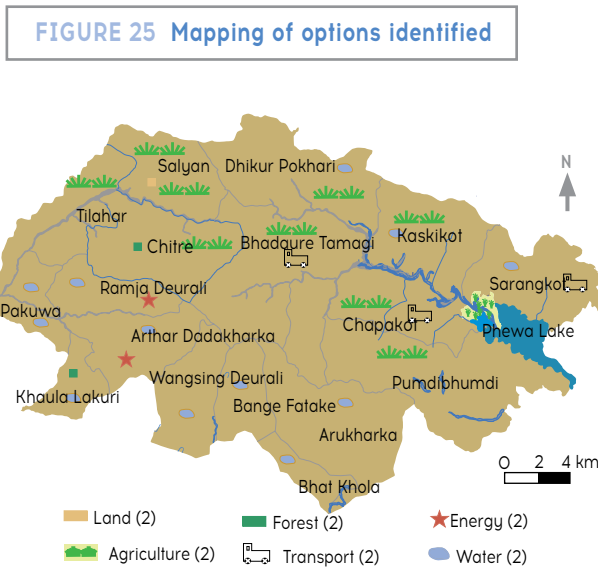 FIGURE 25 Mapping of options identified
N
Salyan
Dhikur Pokhari
Tilahar
Chitre
Bhadaure Tamagi
Kaskikot
Ramja Deurali
Sarangkot
Pakuwa
Chapakot
Phewa Lake
Arthar Dadakharka
Wangsing Deurali
Pumdibhumdi
Khaula Lakuri
Bange Fatake
Arukharka
0 2 4 km
Bhat Khola
Land (2)
Forest (2)
Energy (2)
Agriculture (2)
Transport (2)
Water (2)